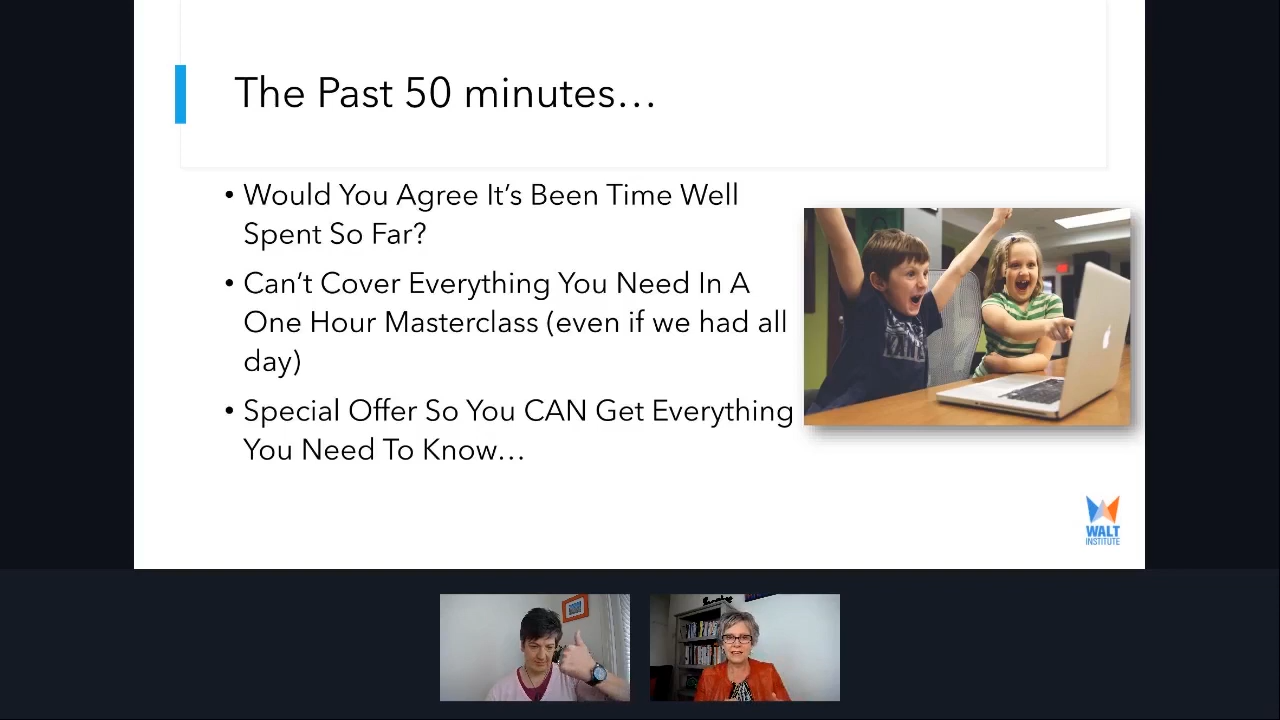 The Past 50 minutes…
• Would You Agree It's Been Time Well
Spent So Far?
• Can't Cover Everything You Need In A
One Hour Masterclass (even if we had all
day)
• Special Offer So You CAN Get Everything
You Need To Know…
WALT
INSTITUTE